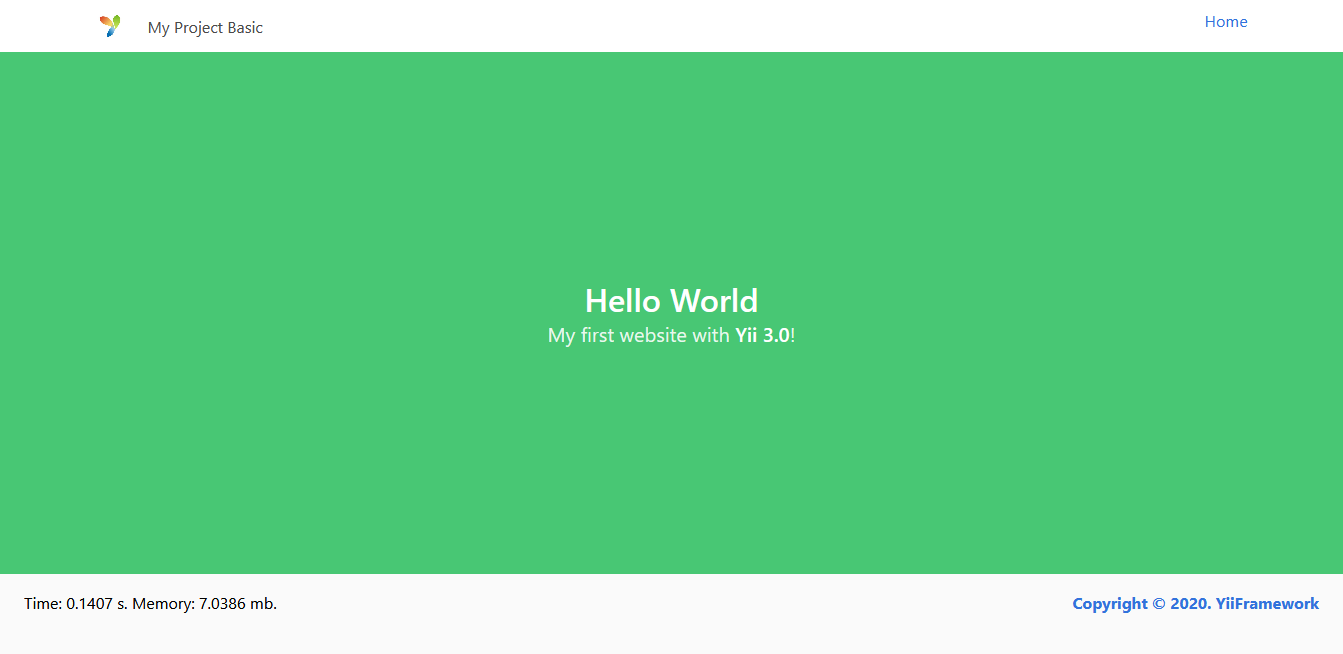 My Project Basic
Home
Hello World
My first website with Yii 3.0!
Time: 0.1407 s. Memory: 7.0386 mb.
Copyright © 2020. YiiFramework